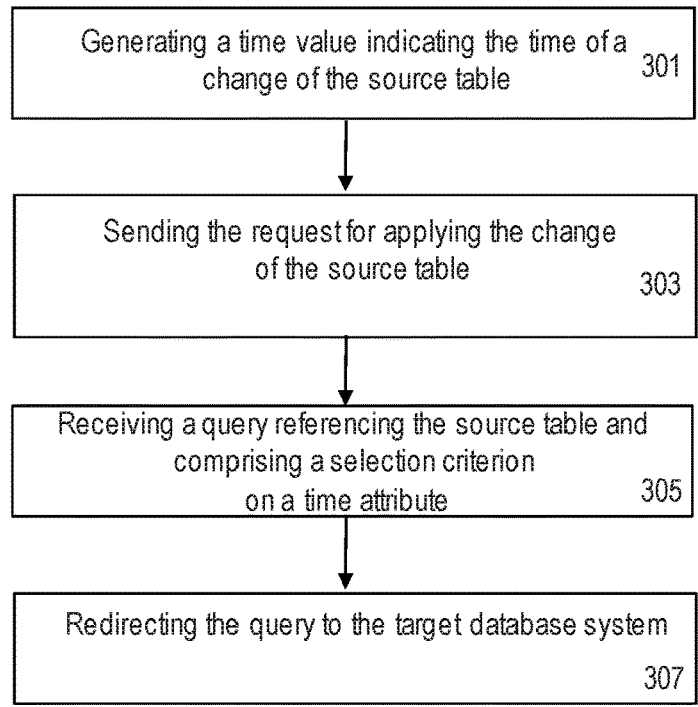 Generating a time value indicating the time of a
change of the source table
301
Sending the request for applying the change
of the source table
303
Receiving a query referencing the source table and
comprising a selection criterion
on a time attribute
305
Redirecting the query to the target database system
307